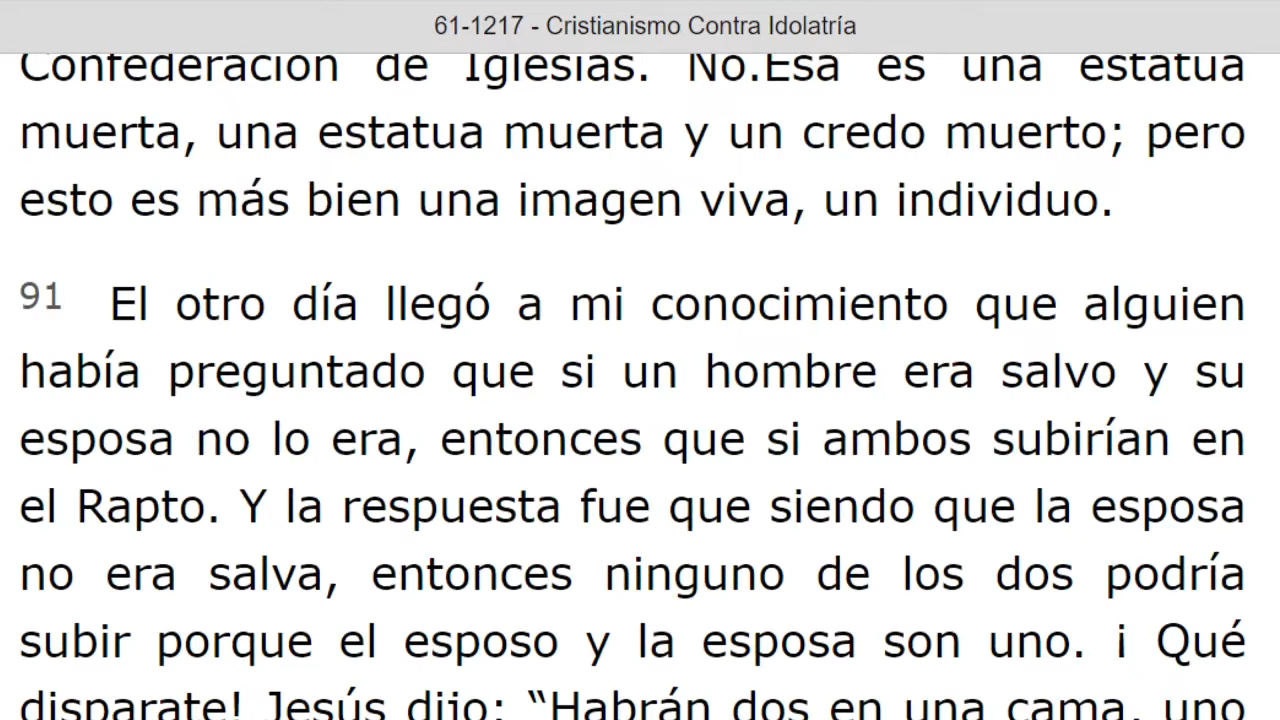 61-1217 - Cristianismo Contra Idolatría
Confederación de Iglesias. No.Esa es una estatua
muerta, una estatua muerta y un credo muerto; pero
esto es más bien una imagen viva, un individuo.
91 El otro día llegó a mi conocimiento que alguien
había preguntado que si un hombre era salvo y su
esposa no lo era, entonces que si ambos subirían en
el Rapto. Y la respuesta fue que siendo que la esposa
no era salva, entonces ninguno de los dos podría
subir porque el esposo y la esposa son uno. ¡ Qué
disparate! Jesús dijo: “Habrán dos en una cama, uno